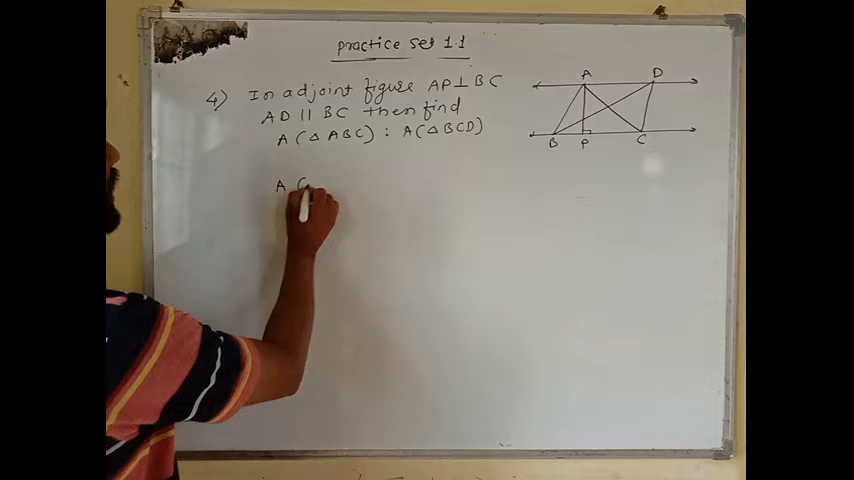 practice set 1.1
4) In adjoint figure AP⊥BC
AD || BC then find
A(△ABC) : A(△BCD)
A (
A D
B P C